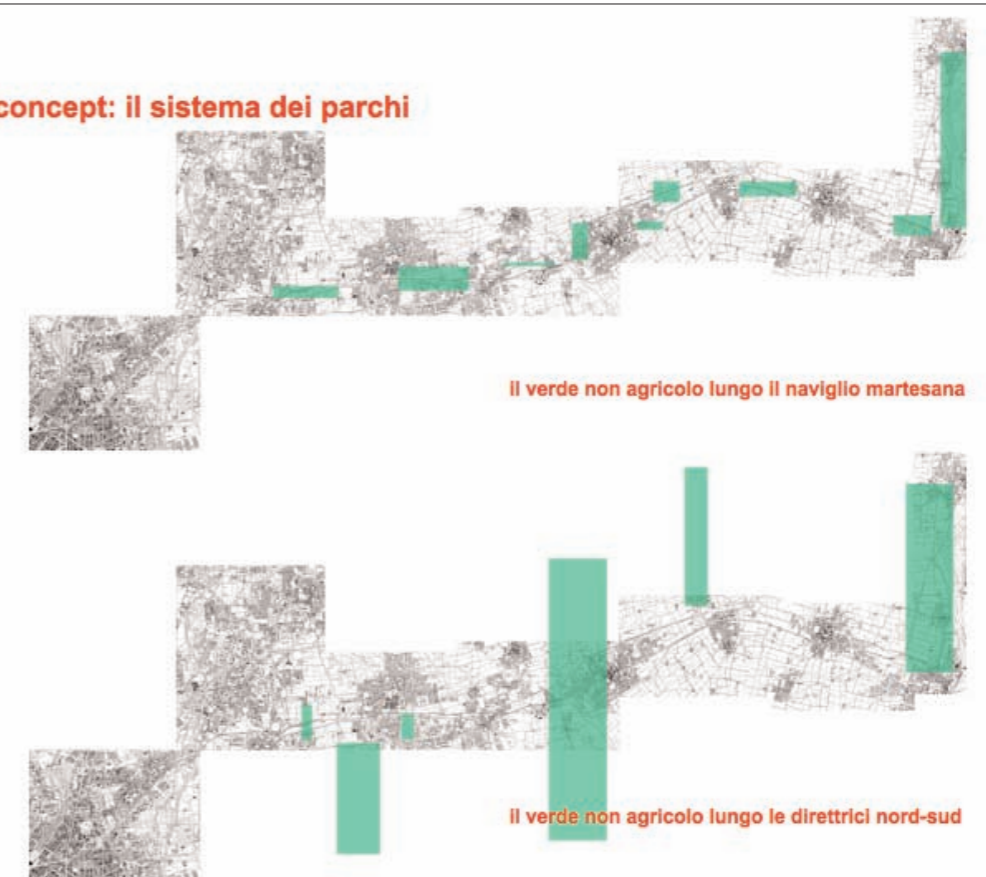 concept: il sistema dei parchi
il verde non agricolo lungo il naviglio martesana
il verde non agricolo lungo le direttrici nord-sud